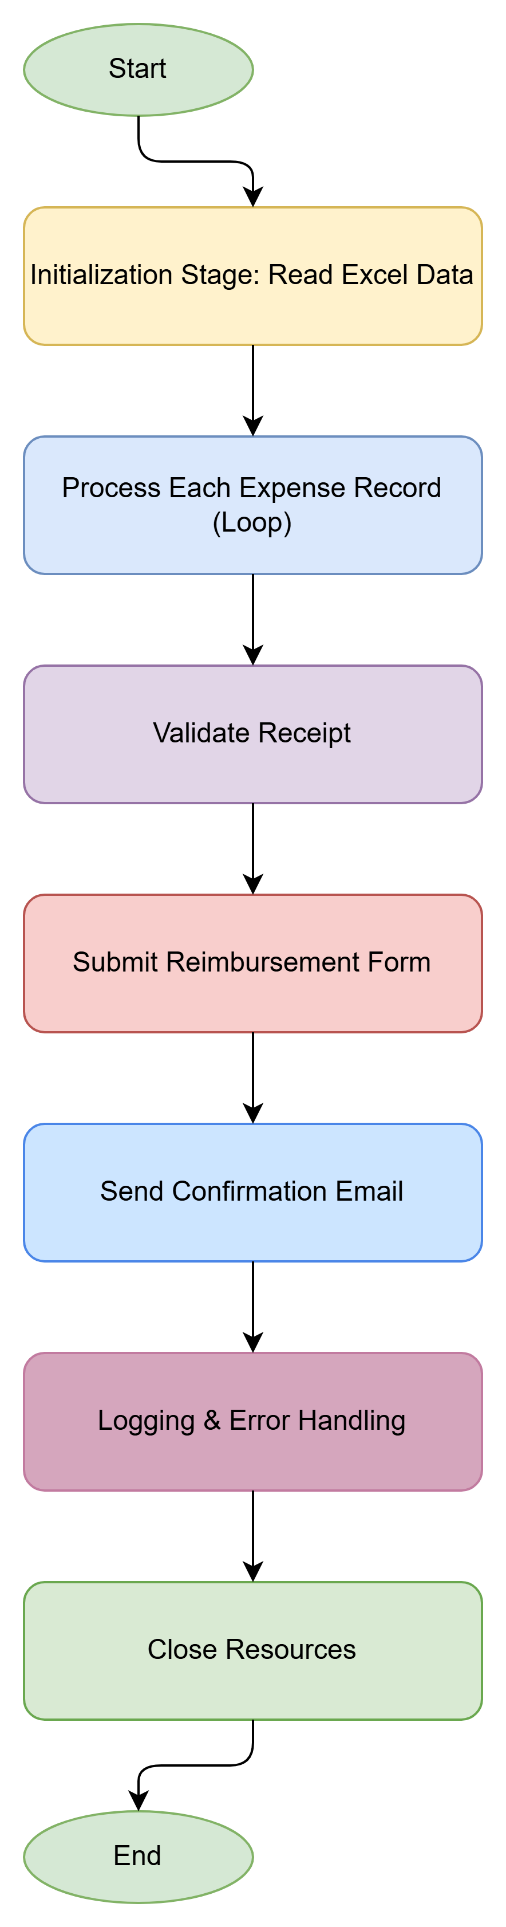 Start
Initialization Stage: Read Excel Data
Process Each Expense Record
(Loop)
Validate Receipt
Submit Reimbursement Form
Send Confirmation Email
Logging & Error Handling
Close Resources
End